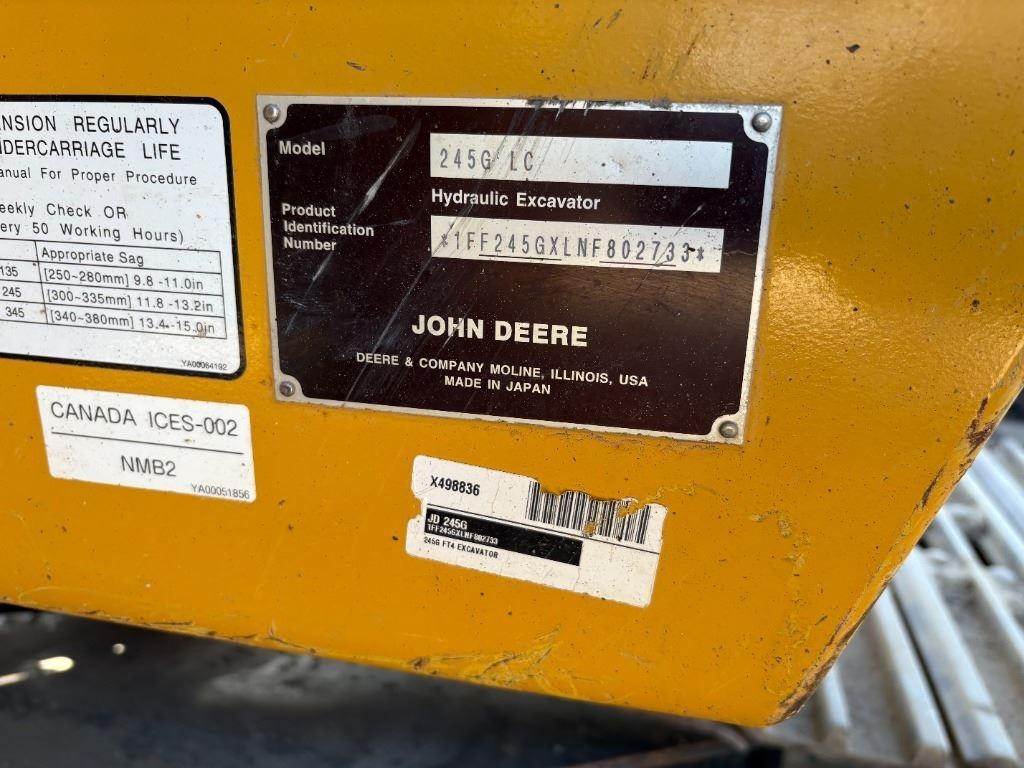 NSION REGULARLY
DERCARRIAGE LIFE
anual For Proper Procedure
eekly Check OR
ery 50 Working Hours)
Appropriate Sag
135 [250~280mm] 9.8 -11.0in
245 [300~335mm] 11.8 -13.2in
345 [340~380mm] 13.4 -15.0in
YA00064192
CANADA ICES-002
NMB2
YA00051856
Model
245G LC
Hydraulic Excavator
Product
Identification
Number
*1FF245GXLNF802733*
JOHN DEERE
DEERE & COMPANY MOLINE, ILLINOIS, USA
MADE IN JAPAN
X498836
JD 245G
1FF245GXLNF802733
245G FT4 EXCAVATOR